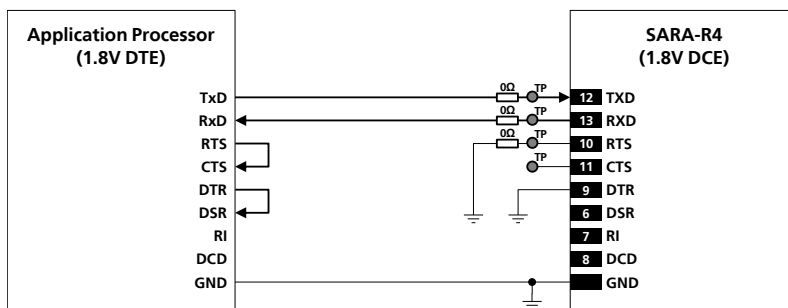 Application Processor
(1.8V DTE)
SARA-R4
(1.8V DCE)
TxD
0Ω
TP
12
TXD
RxD
0Ω
TP
13
RXD
RTS
0Ω
TP
10
RTS
CTS
TP
11
CTS
DTR
9
DTR
DSR
6
DSR
RI
7
RI
DCD
8
DCD
GND
GND